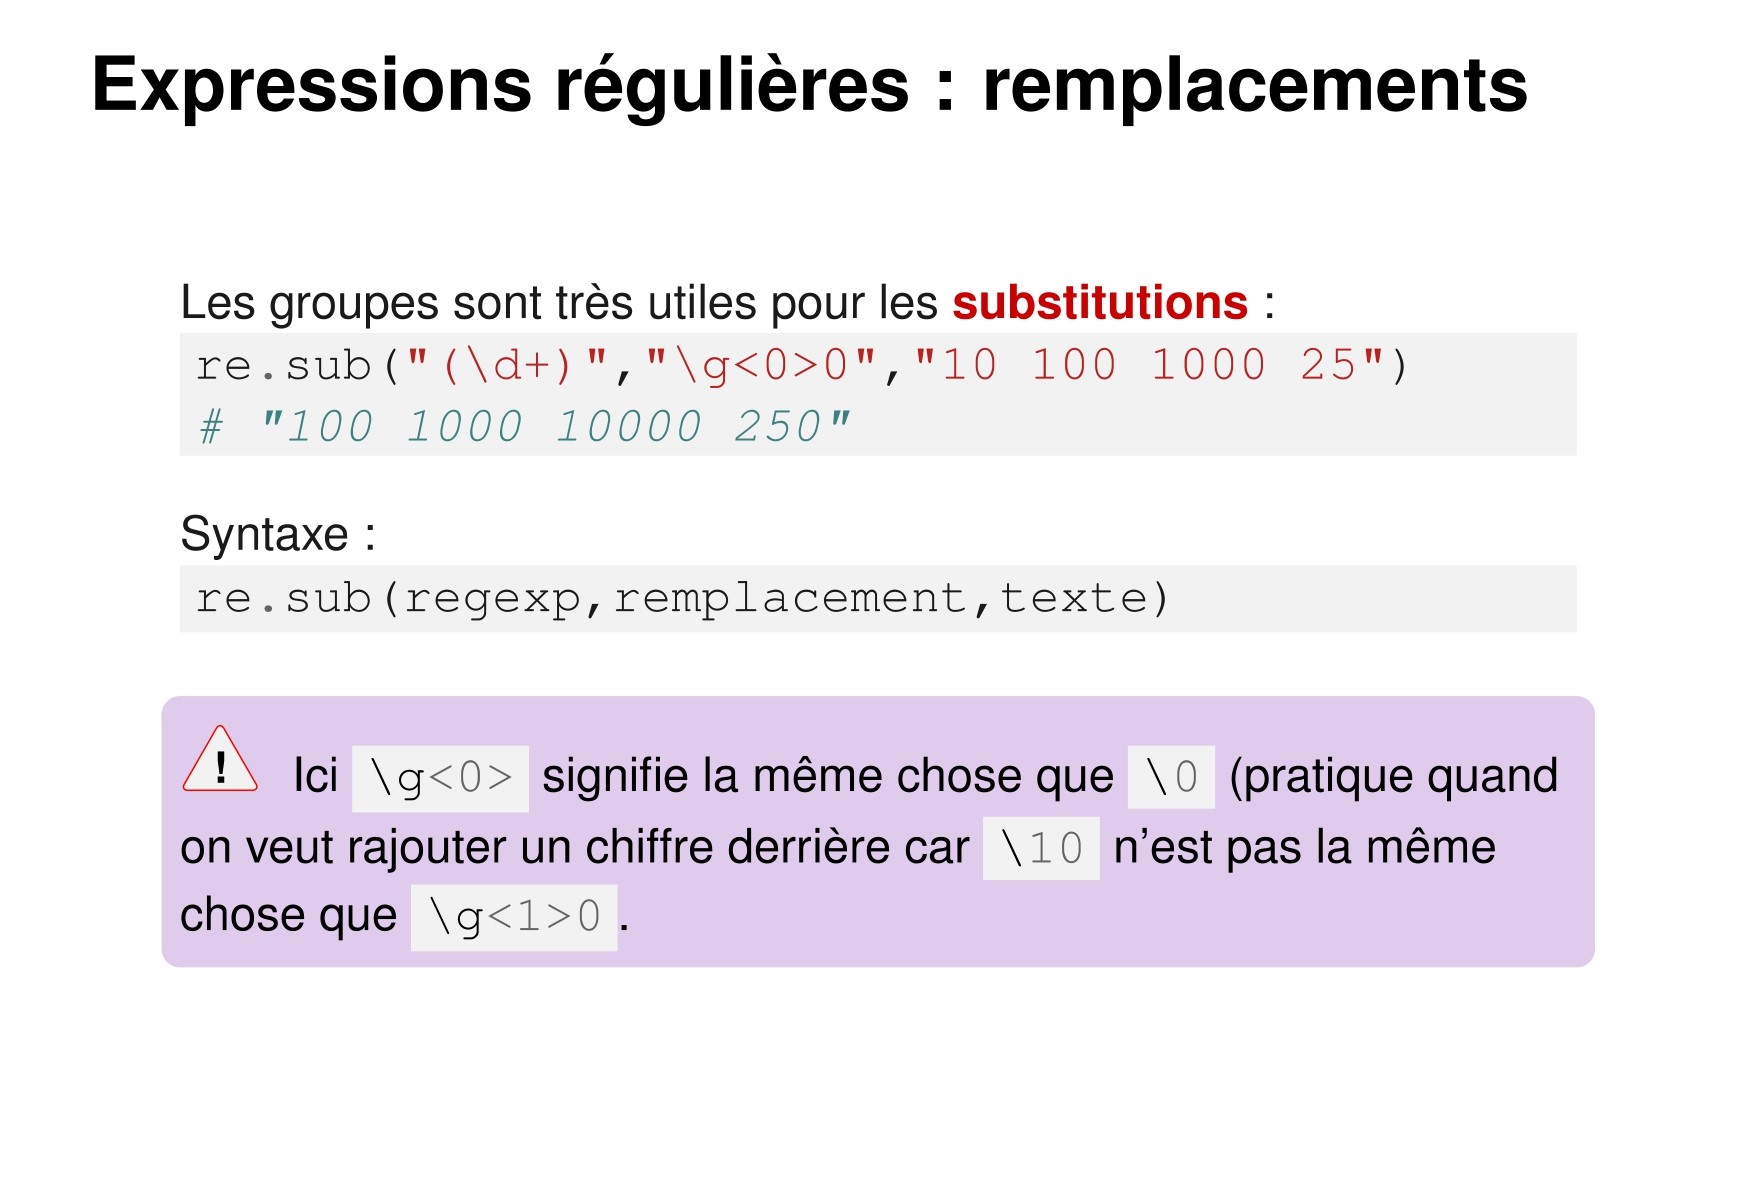 Expressions régulières : remplacements
Les groupes sont très utiles pour les substitutions :
re.sub("(\d+)","\g<0>0","10 100 1000 25")
# "100 1000 10000 250"
Syntaxe :
re.sub(regexp,remplacement,texte)
! Ici \g<0> signifie la même chose que \0 (pratique quand
on veut rajouter un chiffre derrière car \10 n'est pas la même
chose que \g<1>0 .